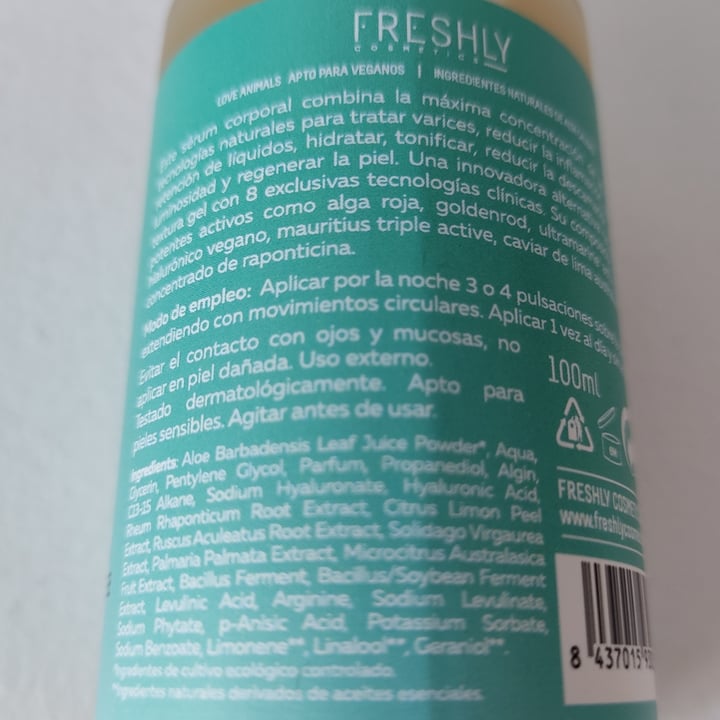 FRESHLY
COSMETICS
LOVE ANIMALS APTO PARA VEGANOS | INGREDIENTES NATURALES DE
Este sérum corporal combina la máxima concentración
tecnologías naturales para tratar varices, reducir la
retención de líquidos, hidratar, tonificar, reducir la
luminosidad y regenerar la piel. Una innovadora
textura gel con 8 exclusivas tecnologías clínicas. Su
potentes activos como alga roja, goldenrod,
hialurónico vegano, mauritius triple active, caviar de lima
concentrado de raponticina.
Modo de empleo: Aplicar por la noche 3 o 4 pulsaciones
extendiendo con movimientos circulares. Aplicar 1 vez al día
Evitar el contacto con ojos y mucosas, no
aplicar en piel dañada. Uso externo.
Testado dermatológicamente. Apto para
pieles sensibles. Agitar antes de usar.
100ml
Ingredients: Aloe Barbadensis Leaf Juice Powder*, Aqua,
Glycerin, Pentylene Glycol, Parfum, Propanediol, Algin,
C13-15 Alkane, Sodium Hyaluronate, Hyaluronic Acid,
Rheum Rhaponticum Root Extract, Citrus Limon Peel
Extract, Ruscus Aculeatus Root Extract, Solidago Virgaurea
Extract, Palmaria Palmata Extract, Microcitrus Australasica
Fruit Extract, Bacillus Ferment, Bacillus/Soybean Ferment
Extract, Levulinic Acid, Arginine, Sodium Levulinate,
Sodium Phytate, p-Anisic Acid, Potassium Sorbate,
Sodium Benzoate, Limonene**, Linalool**, Geraniol**.
*Ingredientes de cultivo ecológico controlado.
**Ingredientes naturales derivados de aceites esenciales.
FRESHLY
www.freshly
8 437015